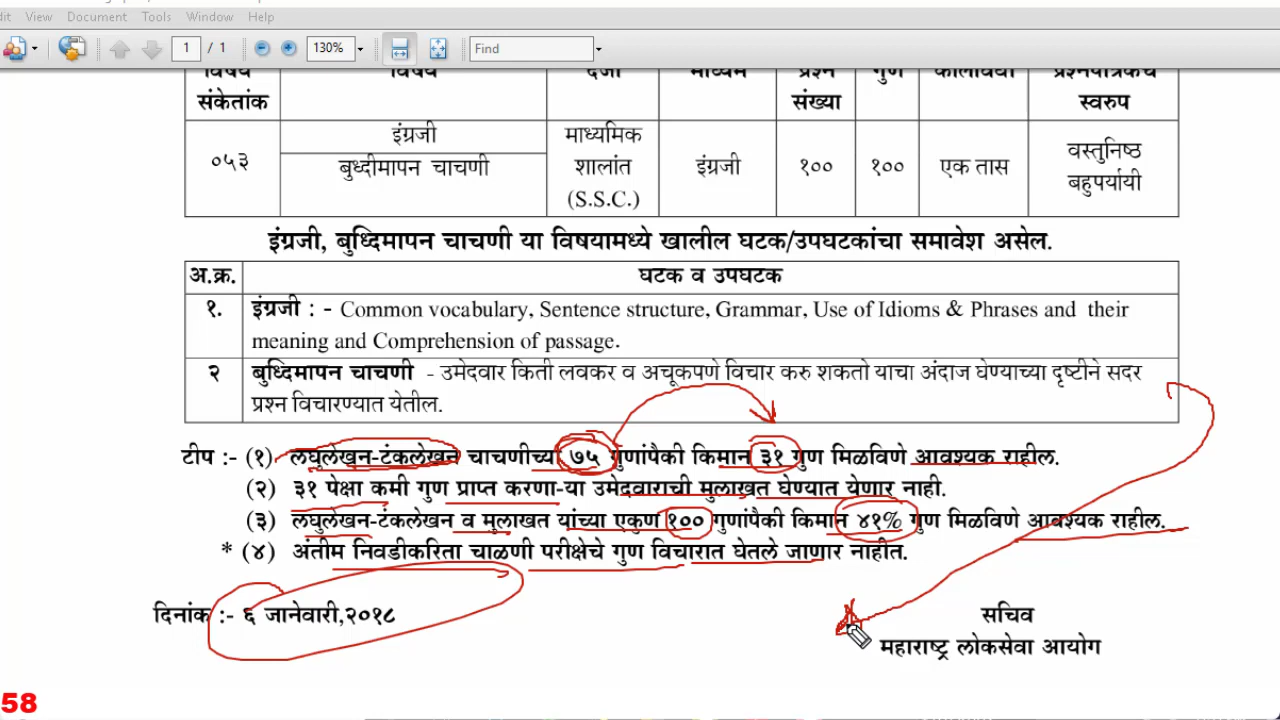 dit View Document Tools Window Help
1 / 1 130% Find
विषय विषय दर्जा माध्यम प्रश्न गुण कालावधी प्रश्नपत्रिकेचे
संकेतांक संख्या स्वरुप
०५३ इंग्रजी माध्यमिक शालांत (S.S.C.) इंग्रजी १०० १०० एक तास वस्तुनिष्ठ बहुपर्यायी
बुध्दीमापन चाचणी
इंग्रजी, बुध्दिमापन चाचणी या विषयामध्ये खालील घटक/उपघटकांचा समावेश असेल.
अ.क्र. घटक व उपघटक
१. इंग्रजी : - Common vocabulary, Sentence structure, Grammar, Use of Idioms & Phrases and their
meaning and Comprehension of passage.
२ बुध्दिमापन चाचणी - उमेदवार किती लवकर व अचूकपणे विचार करु शकतो याचा अंदाज घेण्याच्या दृष्टीने सदर
प्रश्न विचारण्यात येतील.
टीप :- (१) लघुलेखन-टंकलेखन चाचणीच्या ७५ गुणांपैकी किमान ३१ गुण मिळविणे आवश्यक राहील.
(२) ३१ पेक्षा कमी गुण प्राप्त करणा-या उमेदवाराची मुलाखत घेण्यात येणार नाही.
(३) लघुलेखन-टंकलेखन व मुलाखत यांच्या एकुण १०० गुणांपैकी किमान ४१% गुण मिळविणे आवश्यक राहील.
* (४) अंतीम निवडीकरिता चाळणी परीक्षेचे गुण विचारात घेतले जाणार नाहीत.
दिनांक :- ६ जानेवारी,२०१८ सचिव
महाराष्ट्र लोकसेवा आयोग
58